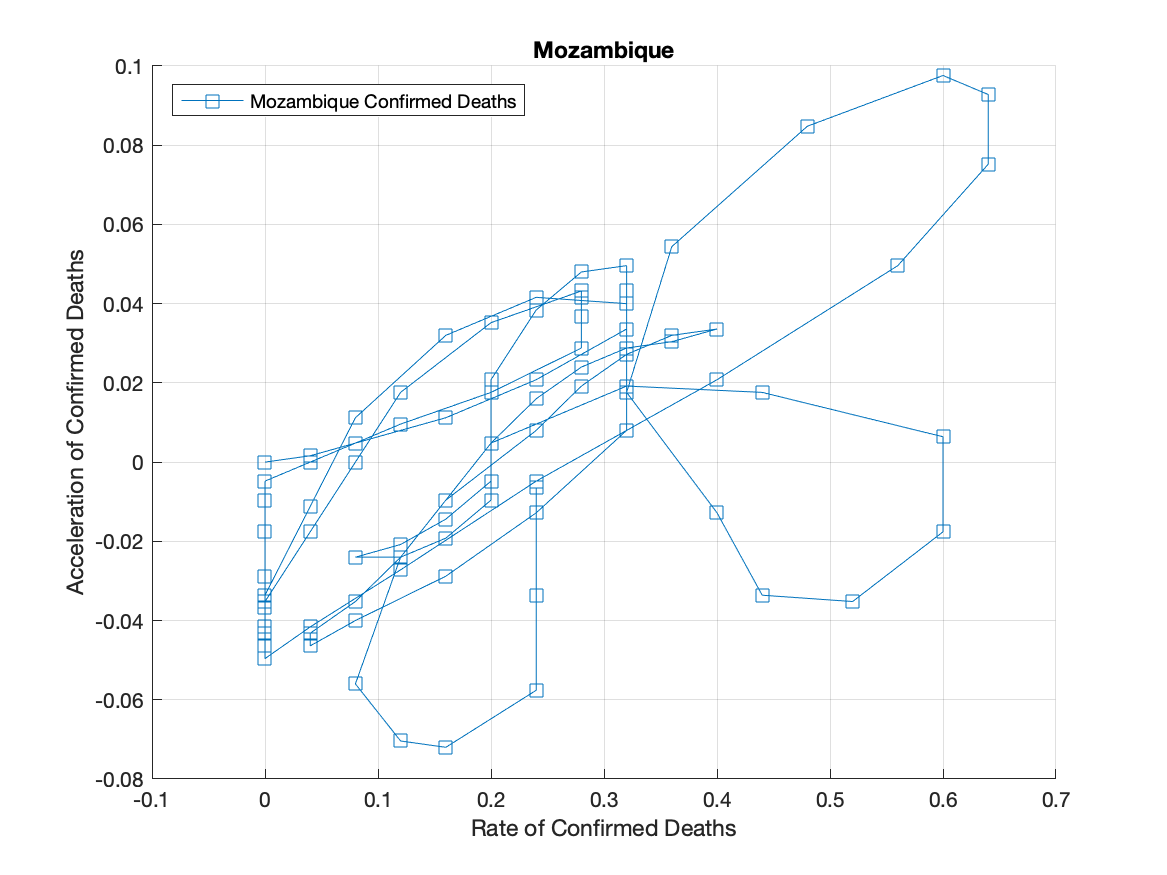 Mozambique
0.1
Mozambique Confirmed Deaths
0.08
0.06
0.04
0.02
0
-0.02
-0.04
-0.06
-0.08
Acceleration of Confirmed Deaths
-0.1 0 0.1 0.2 0.3 0.4 0.5 0.6 0.7
Rate of Confirmed Deaths